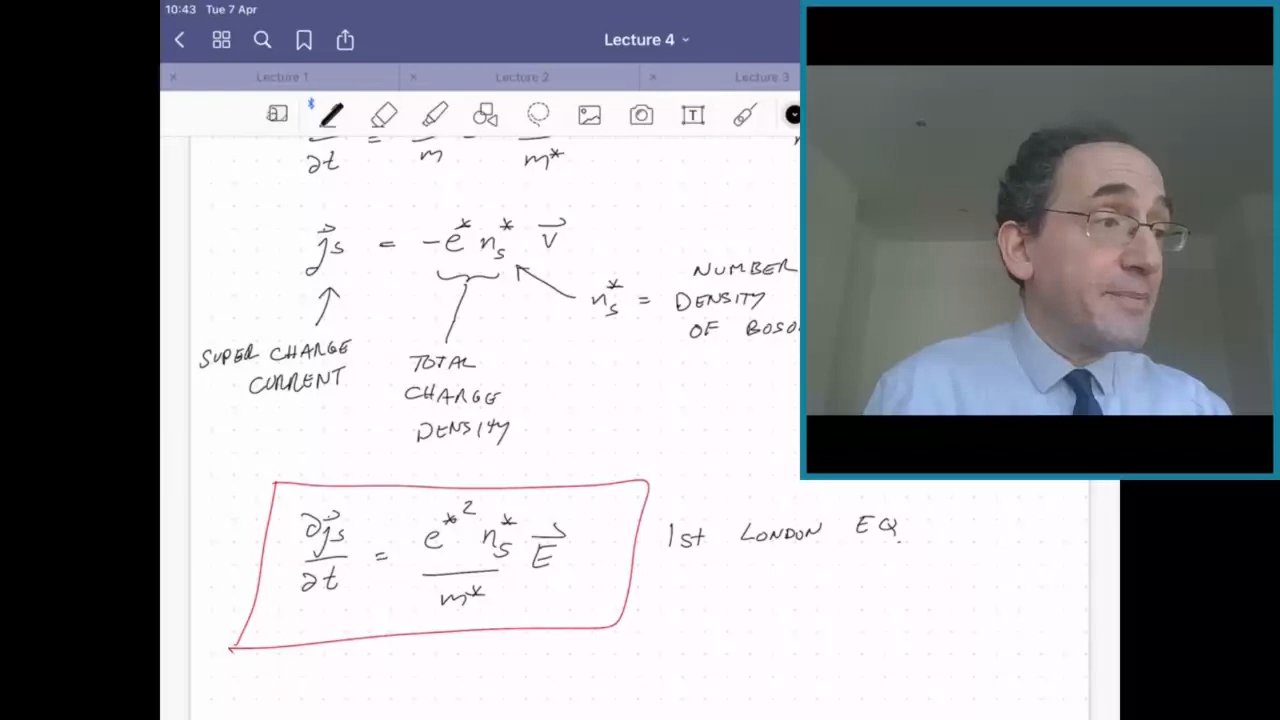 10:43 Tue 7 Apr
Lecture 4
Lecture 1
Lecture 2
Lecture 3
∂t = m m*
j⃗s = -e* ns* v⃗
ns* = NUMBER
DENSITY
OF
SUPER CHARGE
CURRENT
TOTAL
CHARGE
DENSITY
∂j⃗s/∂t = e*² ns*/m* E⃗
1st LONDON EQ.